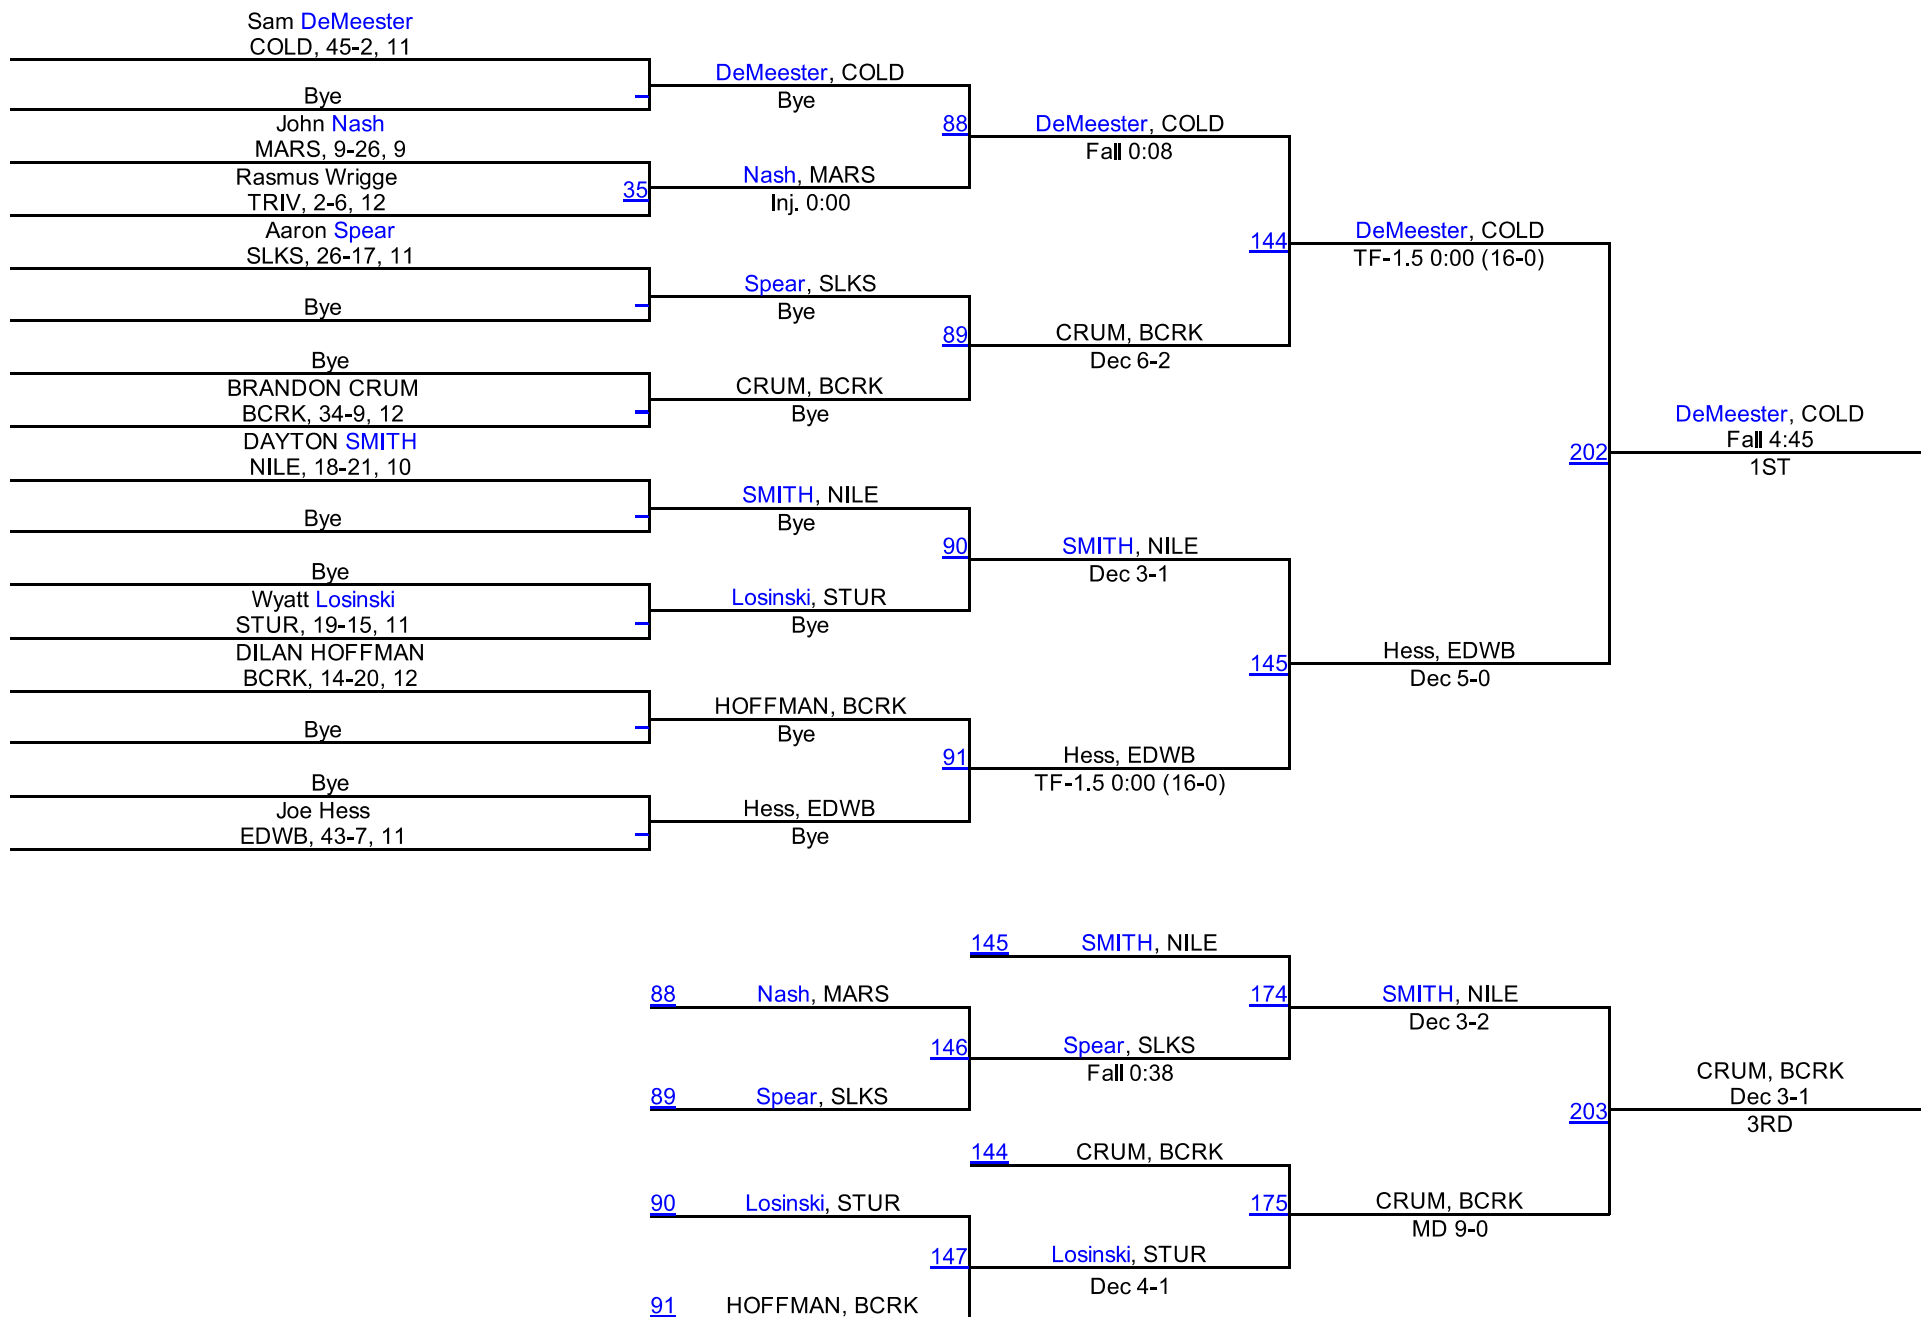 Sam DeMeester
COLD, 45-2, 11
Bye
John Nash
MARS, 9-26, 9
Rasmus Wrigge
TRIV, 2-6, 12
35
Aaron Spear
SLKS, 26-17, 11
Bye
Bye
BRANDON CRUM
BCRK, 34-9, 12
DAYTON SMITH
NILE, 18-21, 10
Bye
Bye
Wyatt Losinski
STUR, 19-15, 11
DILAN HOFFMAN
BCRK, 14-20, 12
Bye
Bye
Joe Hess
EDWB, 43-7, 11
DeMeester, COLD
Bye
88
Nash, MARS
Inj. 0:00
Spear, SLKS
Bye
89
CRUM, BCRK
Bye
SMITH, NILE
Bye
90
Losinski, STUR
Bye
HOFFMAN, BCRK
Bye
91
Hess, EDWB
Bye
DeMeester, COLD
Fall 0:08
144
CRUM, BCRK
Dec 6-2
SMITH, NILE
Dec 3-1
145
Hess, EDWB
TF-1.5 0:00 (16-0)
DeMeester, COLD
TF-1.5 0:00 (16-0)
202
Hess, EDWB
Dec 5-0
DeMeester, COLD
Fall 4:45
1ST
145 SMITH, NILE
88 Nash, MARS
174
146
Spear, SLKS
Fall 0:38
89 Spear, SLKS
SMITH, NILE
Dec 3-2
144 CRUM, BCRK
90 Losinski, STUR
175
147
Losinski, STUR
Dec 4-1
91 HOFFMAN, BCRK
CRUM, BCRK
MD 9-0
203
CRUM, BCRK
Dec 3-1
3RD